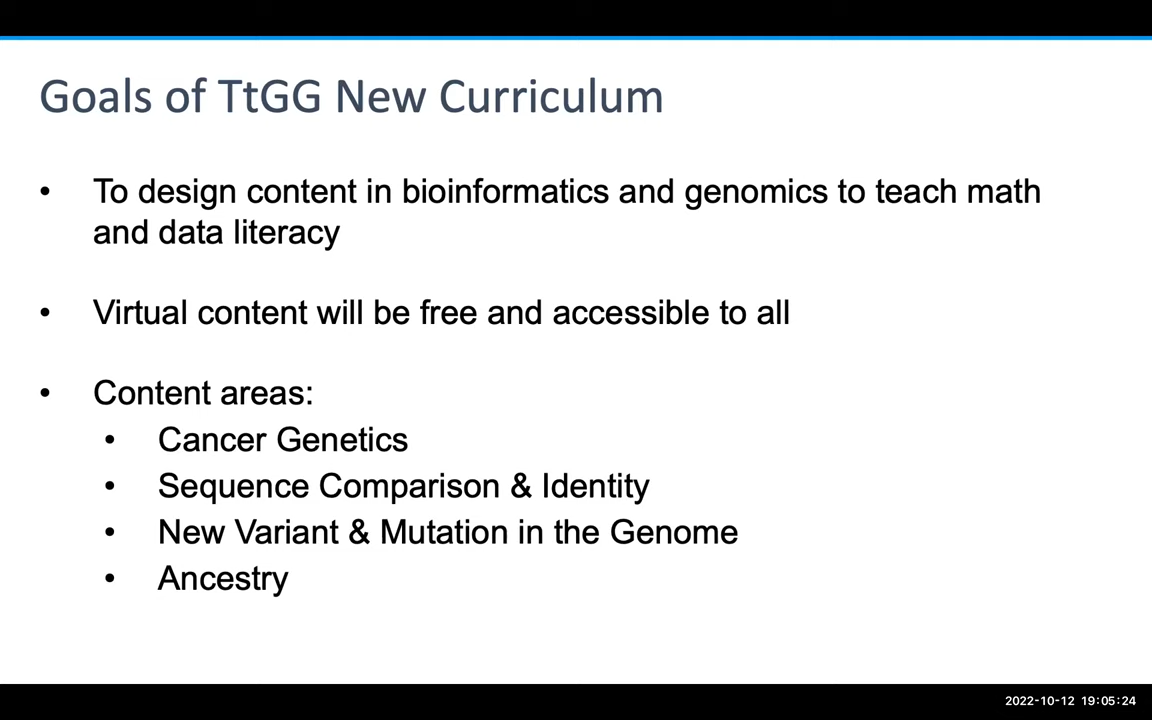 Goals of TtGG New Curriculum
• To design content in bioinformatics and genomics to teach math
and data literacy
• Virtual content will be free and accessible to all
• Content areas:
• Cancer Genetics
• Sequence Comparison & Identity
• New Variant & Mutation in the Genome
• Ancestry
2022-10-12 19:05:24